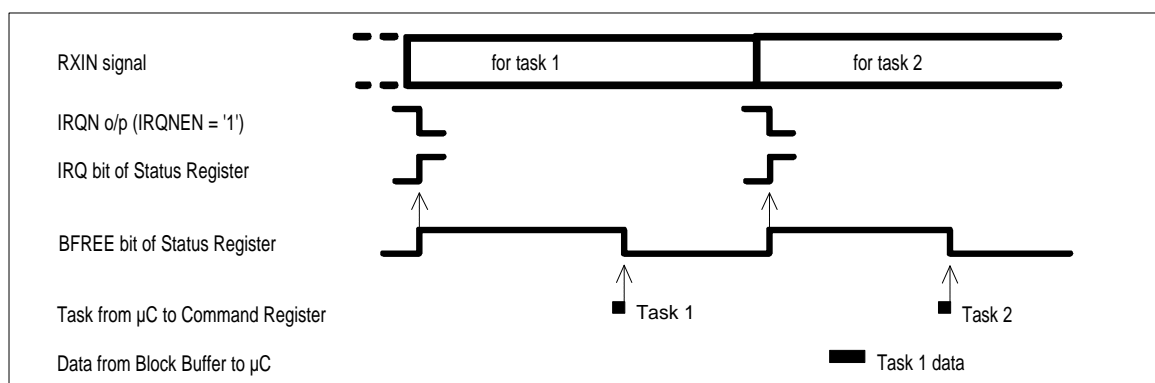 RXIN signal for task 1 for task 2
IRQN o/p (IRQNEN = '1')
IRQ bit of Status Register
BFREE bit of Status Register
Task from µC to Command Register Task 1 Task 2
Data from Block Buffer to µC Task 1 data